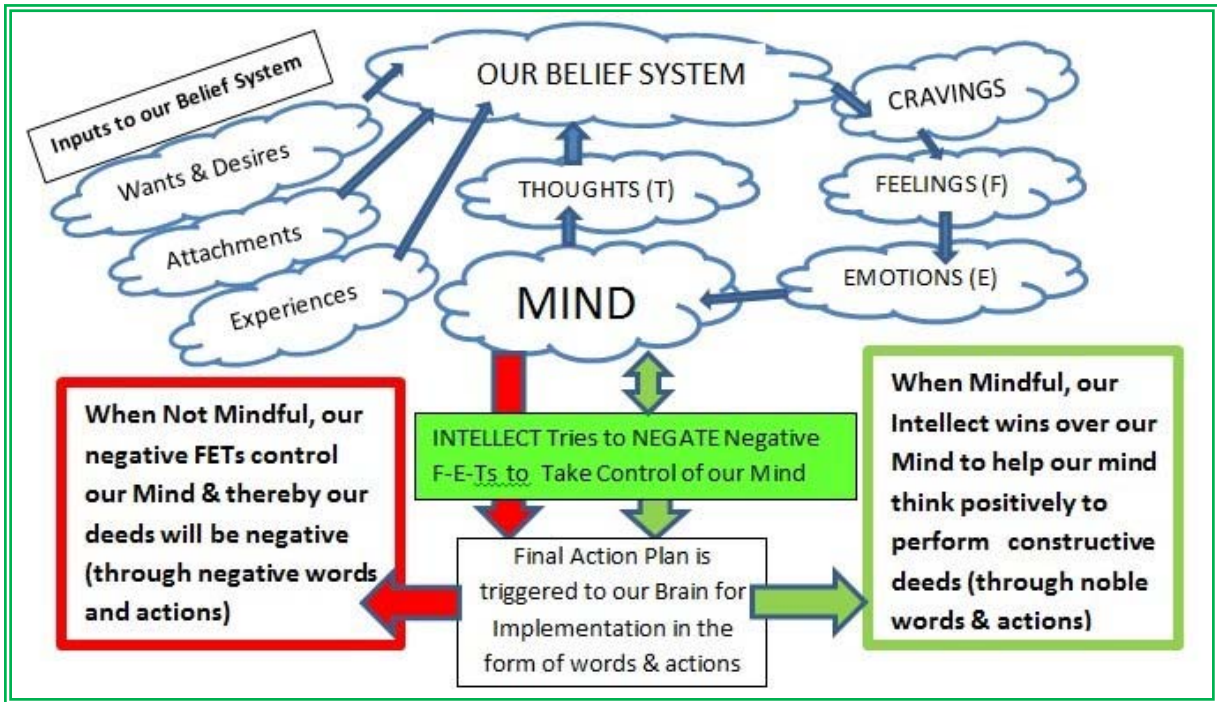 Inputs to our Belief System
OUR BELIEF SYSTEM
CRAVINGS
Wants & Desires
THOUGHTS (T)
FEELINGS (F)
Attachments
EMOTIONS (E)
Experiences
MIND
When Not Mindful, our
negative FETs control
our Mind & thereby our
deeds will be negative
(through negative words
and actions)
INTELLECT Tries to NEGATE Negative
F-E-Ts to Take Control of our Mind
When Mindful, our
Intellect wins over our
Mind to help our mind
think positively to
perform constructive
deeds (through noble
words & actions)
Final Action Plan is
triggered to our Brain for
Implementation in the
form of words & actions